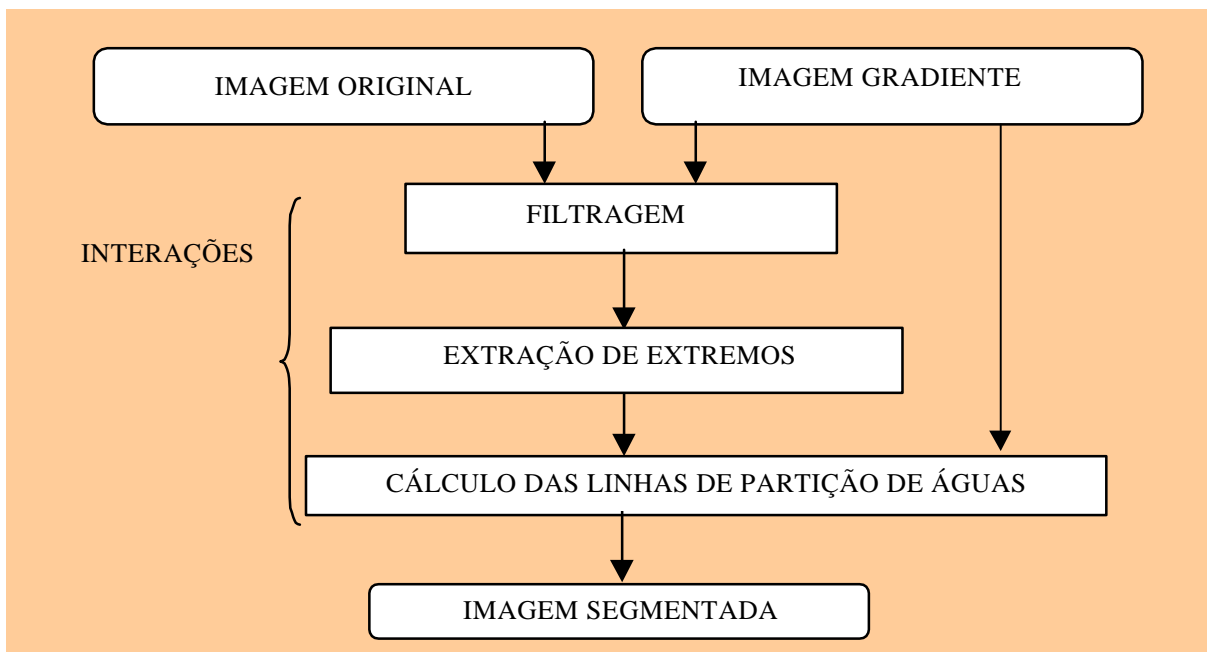 IMAGEM ORIGINAL
IMAGEM GRADIENTE
FILTRAGEM
INTERAÇÕES
EXTRAÇÃO DE EXTREMOS
CÁLCULO DAS LINHAS DE PARTIÇÃO DE ÁGUAS
IMAGEM SEGMENTADA